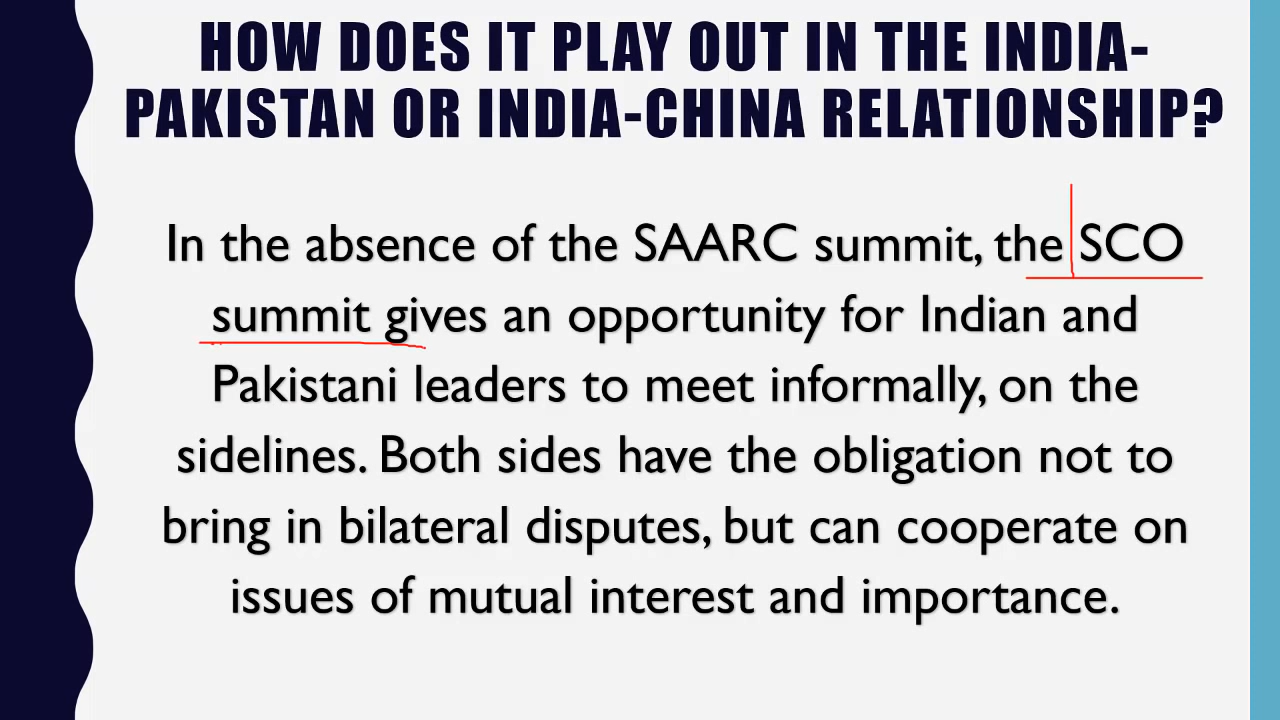 HOW DOES IT PLAY OUT IN THE INDIA-
PAKISTAN OR INDIA-CHINA RELATIONSHIP?
In the absence of the SAARC summit, the SCO
summit gives an opportunity for Indian and
Pakistani leaders to meet informally, on the
sidelines. Both sides have the obligation not to
bring in bilateral disputes, but can cooperate on
issues of mutual interest and importance.